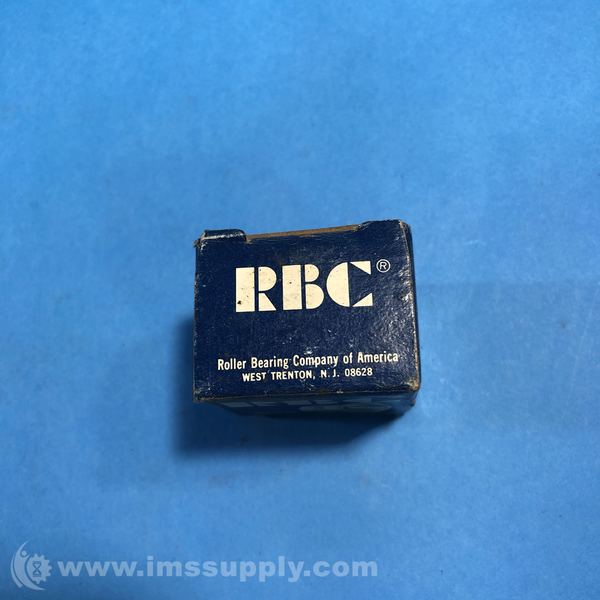 RBC®
Roller Bearing Company of America
WEST TRENTON, N. J. 08628
www.imssupply.com